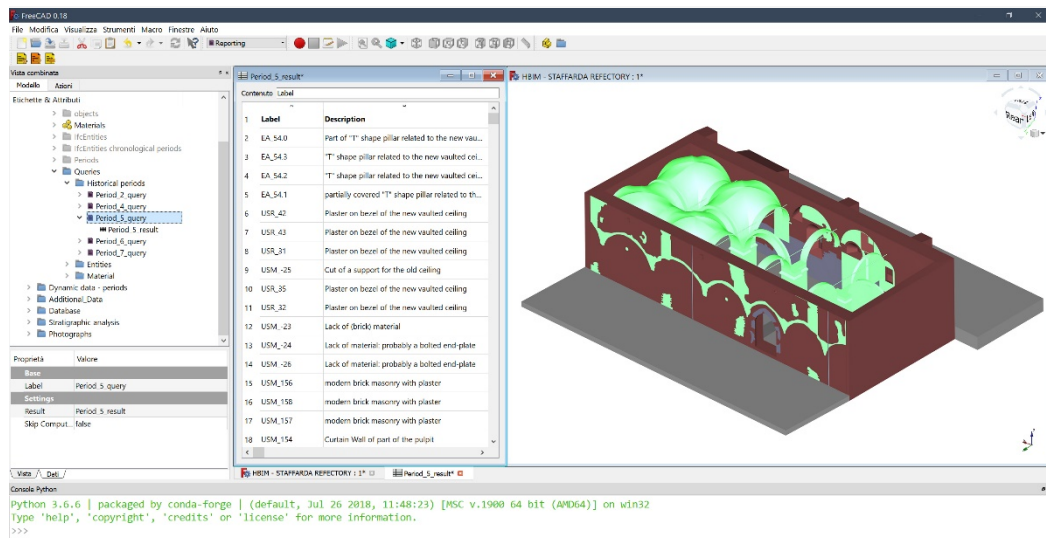 FreeCAD 0.18
File Modifica Visualizza Strumenti Macro Finestre Aiuto
Reporting
Vista combinata
Modello Azioni
Etichette & Attributi
objects
Materials
IfcEntities
IfcEntities chronological periods
Periods
Queries
Historical periods
Period_2_query
Period_4_query
Period_5_query
Period_5_result
Period_6_query
Period_7_query
Entities
Material
Dynamic data - periods
Additional_Data
Database
Stratigraphic analysis
Photographs
Proprietà Valore
Base
Label Period_5_query
Settings
Result Period_5_result
Skip Comput... false
Vista Dati
Period_5_result*
Contenuto Label
1 Label Description
2 EA_54.0 Part of "T" shape pillar related to the new vau...
3 EA_54.3 "T" shape pillar related to the new vaulted cei...
4 EA_54.2 "T" shape pillar related to the new vaulted cei...
5 EA_54.1 partially covered "T" shape pillar related to th...
6 USR_42 Plaster on bezel of the new vaulted ceiling
7 USR_43 Plaster on bezel of the new vaulted ceiling
8 USR_31 Plaster on bezel of the new vaulted ceiling
9 USM_-25 Cut of a support for the old ceiling
10 USR_35 Plaster on bezel of the new vaulted ceiling
11 USR_32 Plaster on bezel of the new vaulted ceiling
12 USM_-23 Lack of (brick) material
13 USM_-24 Lack of material: probably a bolted end-plate
14 USM_-26 Lack of material: probably a bolted end-plate
15 USM_156 modern brick masonry with plaster
16 USM_158 modern brick masonry with plaster
17 USM_157 modern brick masonry with plaster
18 USM_154 Curtain Wall of part of the pulpit
HBIM - STAFFARDA REFECTORY : 1*
HBIM - STAFFARDA REFECTORY : 1* Period_5_result*
Console Python
Python 3.6.6 | packaged by conda-forge | (default, Jul 26 2018, 11:48:23) [MSC v.1900 64 bit (AMD64)] on win32
Type 'help', 'copyright', 'credits' or 'license' for more information.
>>>